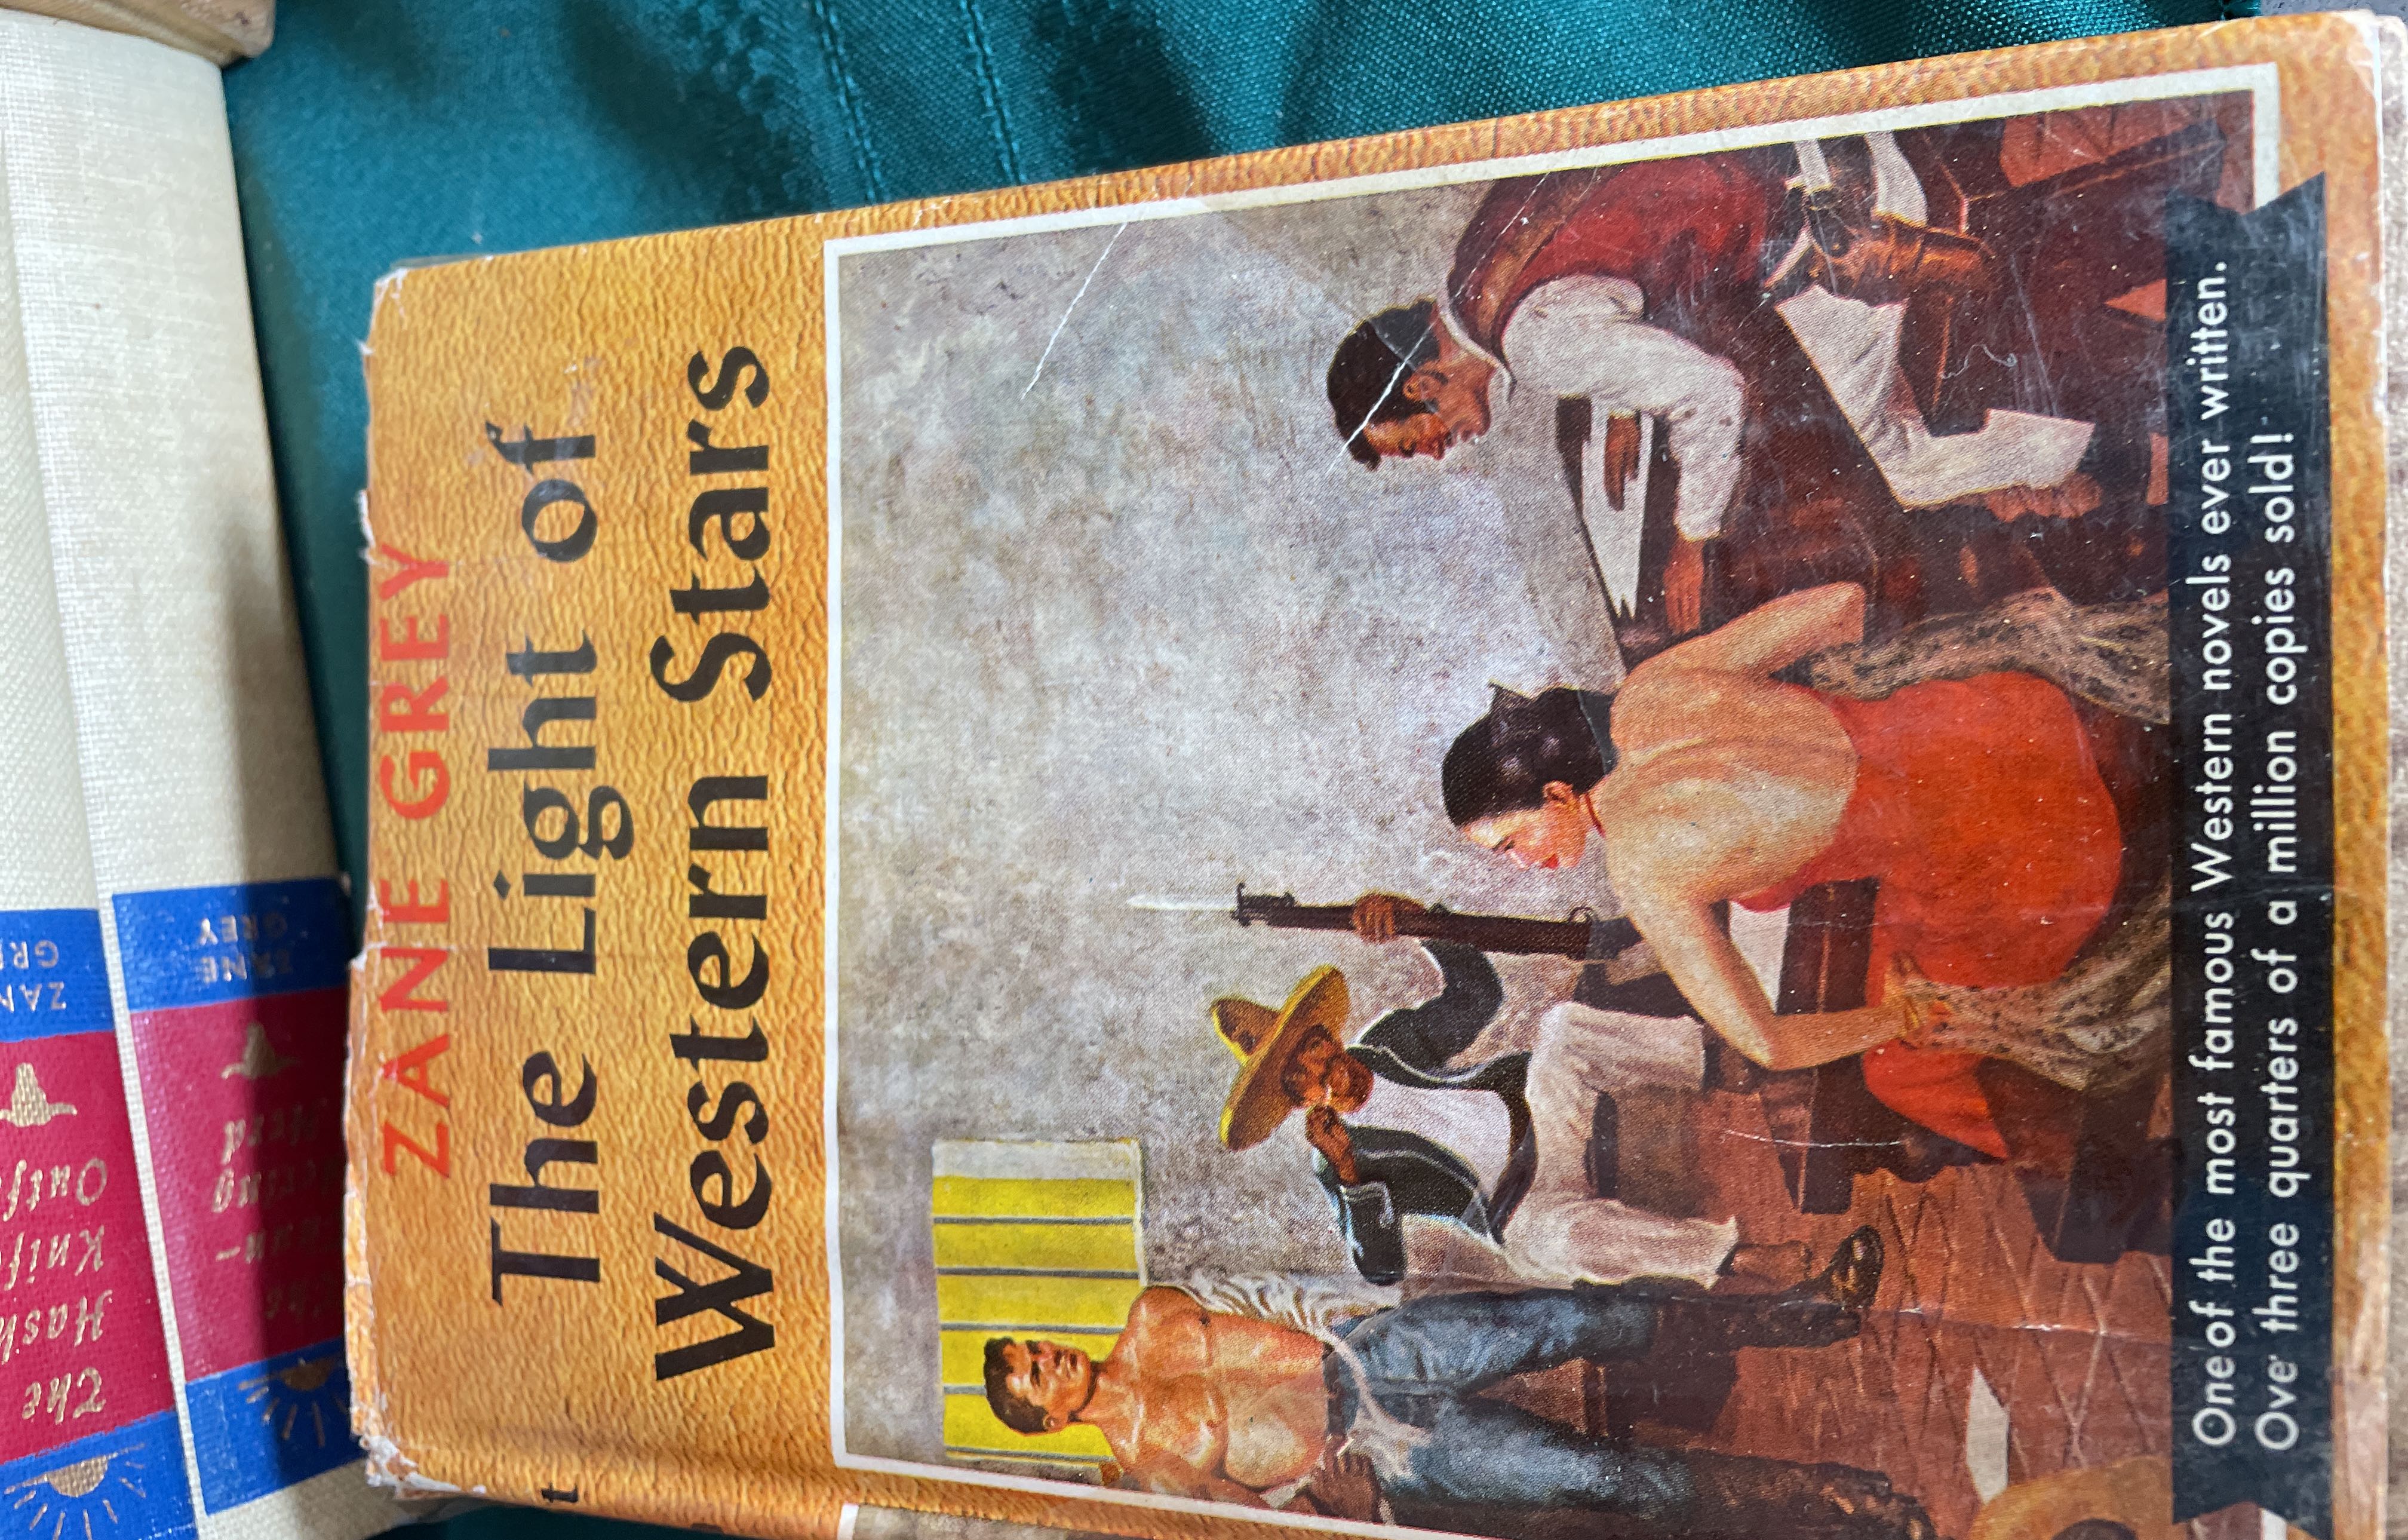 ZANE GREY
The Light of
Western Stars
One of the most famous Western novels ever written.
Over three quarters of a million copies sold!
t
ZANE
GREY
The
Hash
Knife
ZANE
GREY
Herd